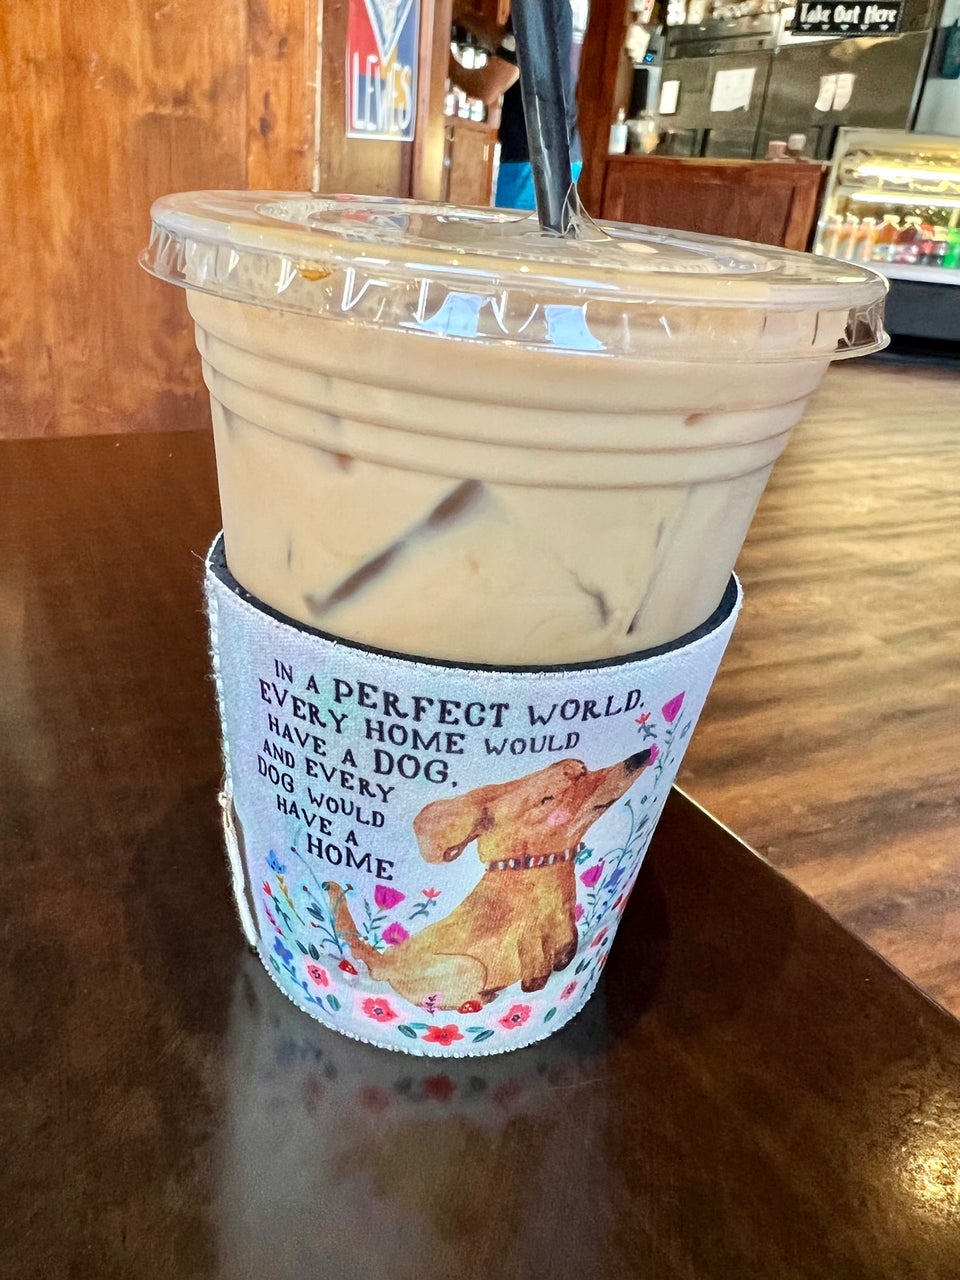 Take Out Here
IN A PERFECT WORLD,
EVERY HOME WOULD
HAVE A DOG,
AND EVERY
DOG WOULD
HAVE A
HOME